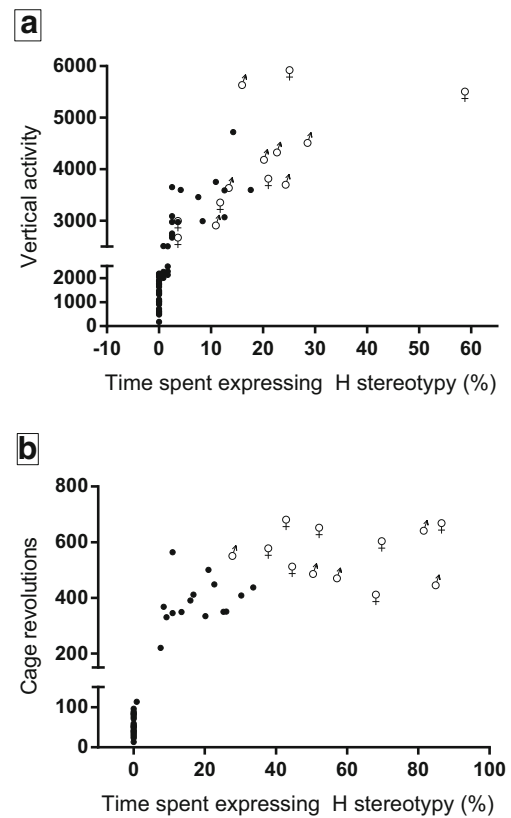 a
6000
5000
4000
3000
2000
1000
0
Vertical activity
-10 0 10 20 30 40 50 60
Time spent expressing H stereotypy (%)
b
800
600
400
200
100
0
Cage revolutions
0 20 40 60 80 100
Time spent expressing H stereotypy (%)